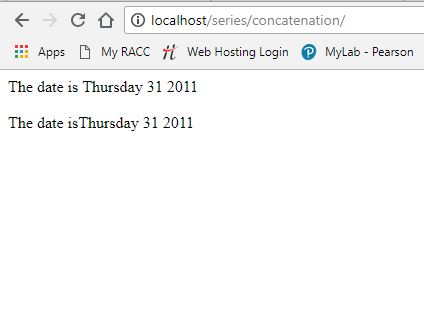 localhost/series/concatenation/
Apps My RACC Web Hosting Login MyLab - Pearson
The date is Thursday 31 2011
The date isThursday 31 2011